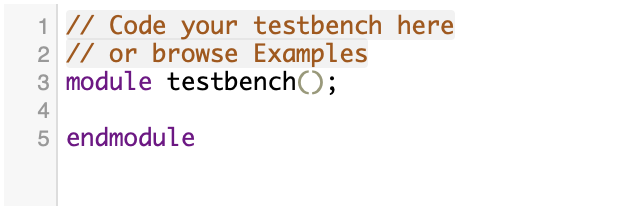 1 // Code your testbench here
2 // or browse Examples
3 module testbench();
4
5 endmodule